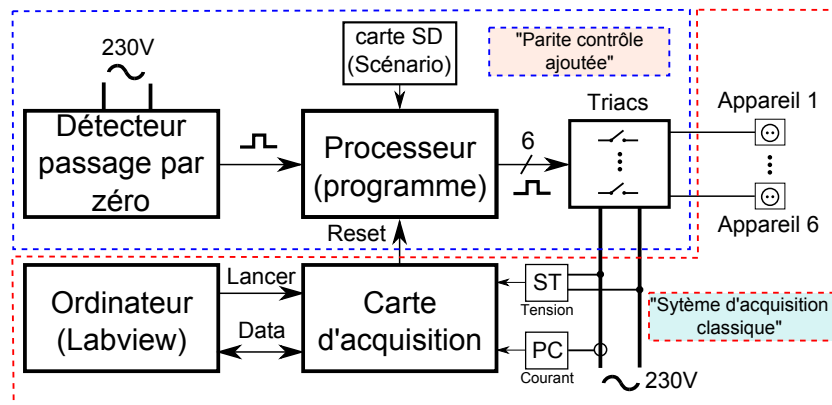 230V
carte SD
(Scénario)
"Parite contrôle
ajoutée"
Triacs
Appareil 1
Détecteur
passage par
zéro
Processeur
(programme)
6
Appareil 6
Reset
Ordinateur
(Labview)
Lancer
Data
Carte
d'acquisition
ST
Tension
PC
Courant
"Sytème d'acquisition
classique"
230V